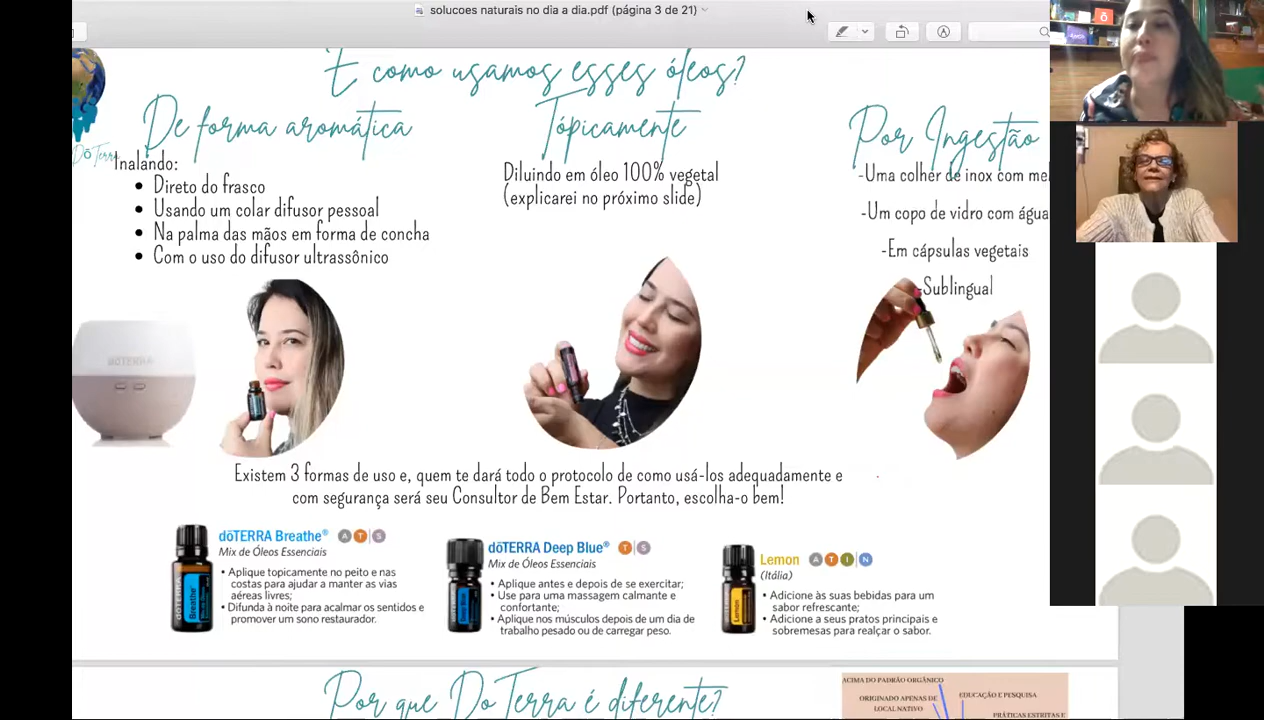 solucoes naturais no dia a dia.pdf (página 3 de 21)
E como usamos esses óleos?
De forma aromática
Inalando:
• Direto do frasco
• Usando um colar difusor pessoal
• Na palma das mãos em forma de concha
• Com o uso do difusor ultrassônico
Tópicamente
Diluindo em óleo 100% vegetal
(explicarei no próximo slide)
Por Ingestão
-Uma colher de inox com mel
-Um copo de vidro com água
-Em cápsulas vegetais
-Sublingual
Dō Terra
dōTERRA
Existem 3 formas de uso e, quem te dará todo o protocolo de como usá-los adequadamente e
com segurança será seu Consultor de Bem Estar. Portanto, escolha-o bem!
dōTERRA Breathe® A T S
Mix de Óleos Essenciais
• Aplique topicamente no peito e nas
costas para ajudar a manter as vias
aéreas livres;
• Difunda à noite para acalmar os sentidos e
promover um sono restaurador.
dōTERRA Breathe
dōTERRA Deep Blue® T S
Mix de Óleos Essenciais
• Aplique antes e depois de se exercitar;
• Use para uma massagem calmante e
confortante;
• Aplique nos músculos depois de um dia de
trabalho pesado ou de carregar peso.
dōTERRA Deep Blue
Lemon A T I N
(Itália)
• Adicione às suas bebidas para um
sabor refrescante;
• Adicione a seus pratos principais e
sobremesas para realçar o sabor.
dōTERRA Lemon
Por que DoTerra é diferente?
ACIMA DO PADRÃO ORGÂNICO
ORIGINADO APENAS DE
LOCAL NATIVO
EDUCAÇÃO E PESQUISA
PRÁTICAS ESTRITAS E